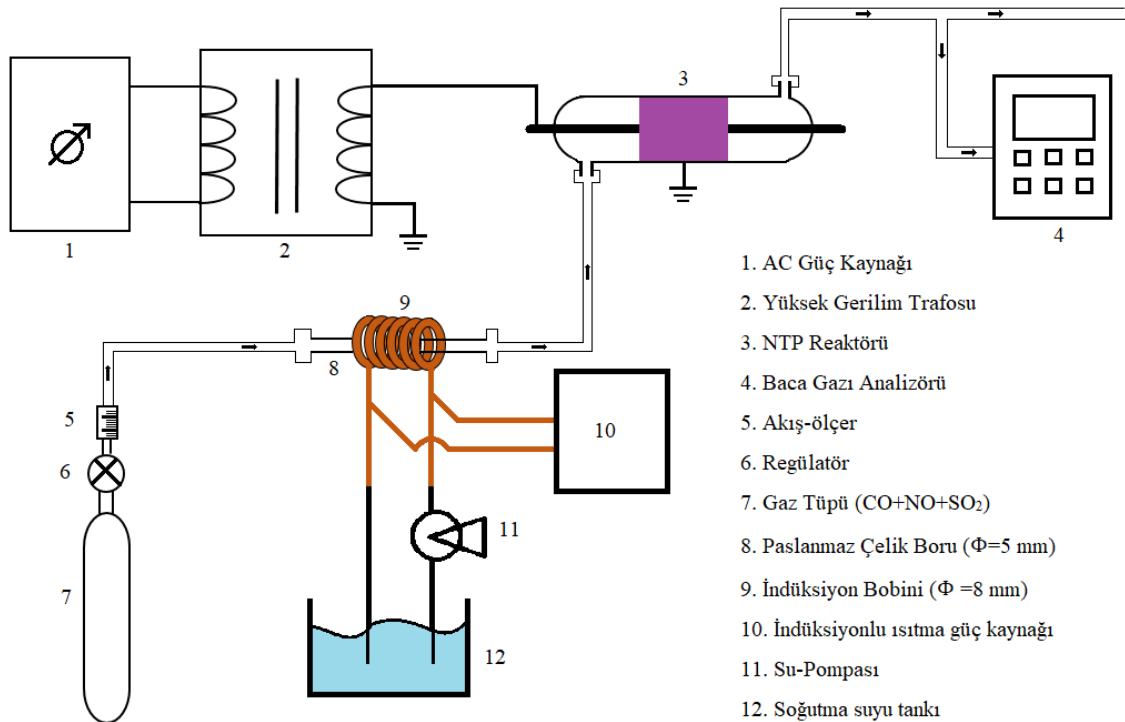 3
1
2
4
1. AC Güç Kaynağı
2. Yüksek Gerilim Trafosu
9
3. NTP Reaktörü
8
4. Baca Gazı Analizörü
5
5. Akış-ölçer
10
6. Regülatör
6
7. Gaz Tüpü (CO+NO+SO₂)
11
8. Paslanmaz Çelik Boru (Φ=5 mm)
7
9. İndüksiyon Bobini (Φ =8 mm)
10. İndüksiyonlu ısıtma güç kaynağı
12
11. Su-Pompası
12. Soğutma suyu tankı